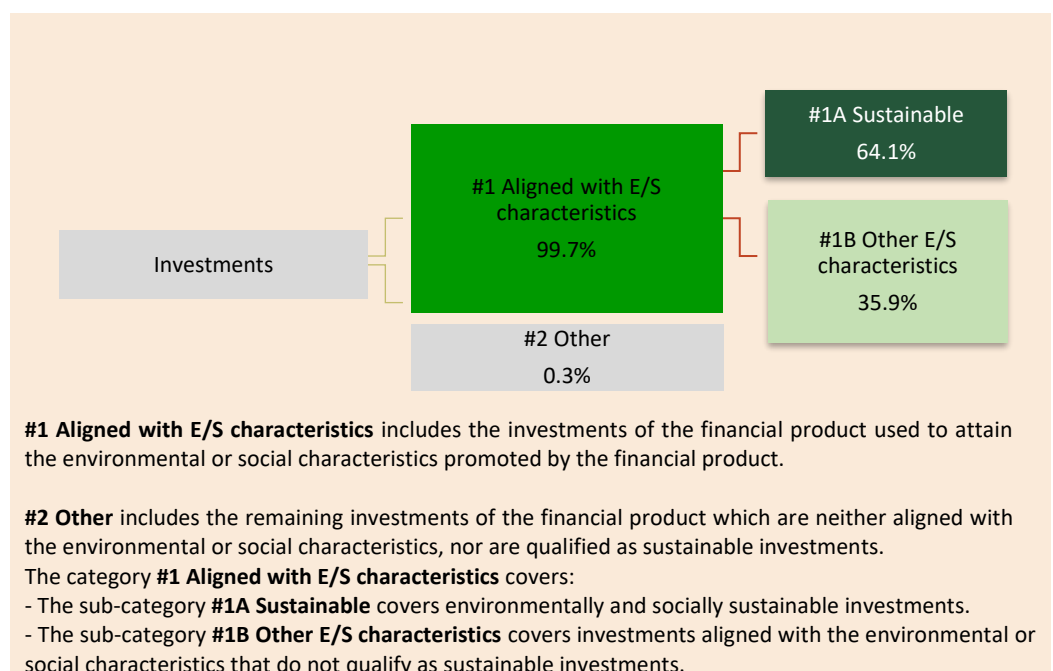 #1A Sustainable
64.1%
#1 Aligned with E/S
characteristics
99.7%
Investments
#1B Other E/S
characteristics
35.9%
#2 Other
0.3%
#1 Aligned with E/S characteristics includes the investments of the financial product used to attain
the environmental or social characteristics promoted by the financial product.
#2 Other includes the remaining investments of the financial product which are neither aligned with
the environmental or social characteristics, nor are qualified as sustainable investments.
The category #1 Aligned with E/S characteristics covers:
- The sub-category #1A Sustainable covers environmentally and socially sustainable investments.
- The sub-category #1B Other E/S characteristics covers investments aligned with the environmental or
social characteristics that do not qualify as sustainable investments.